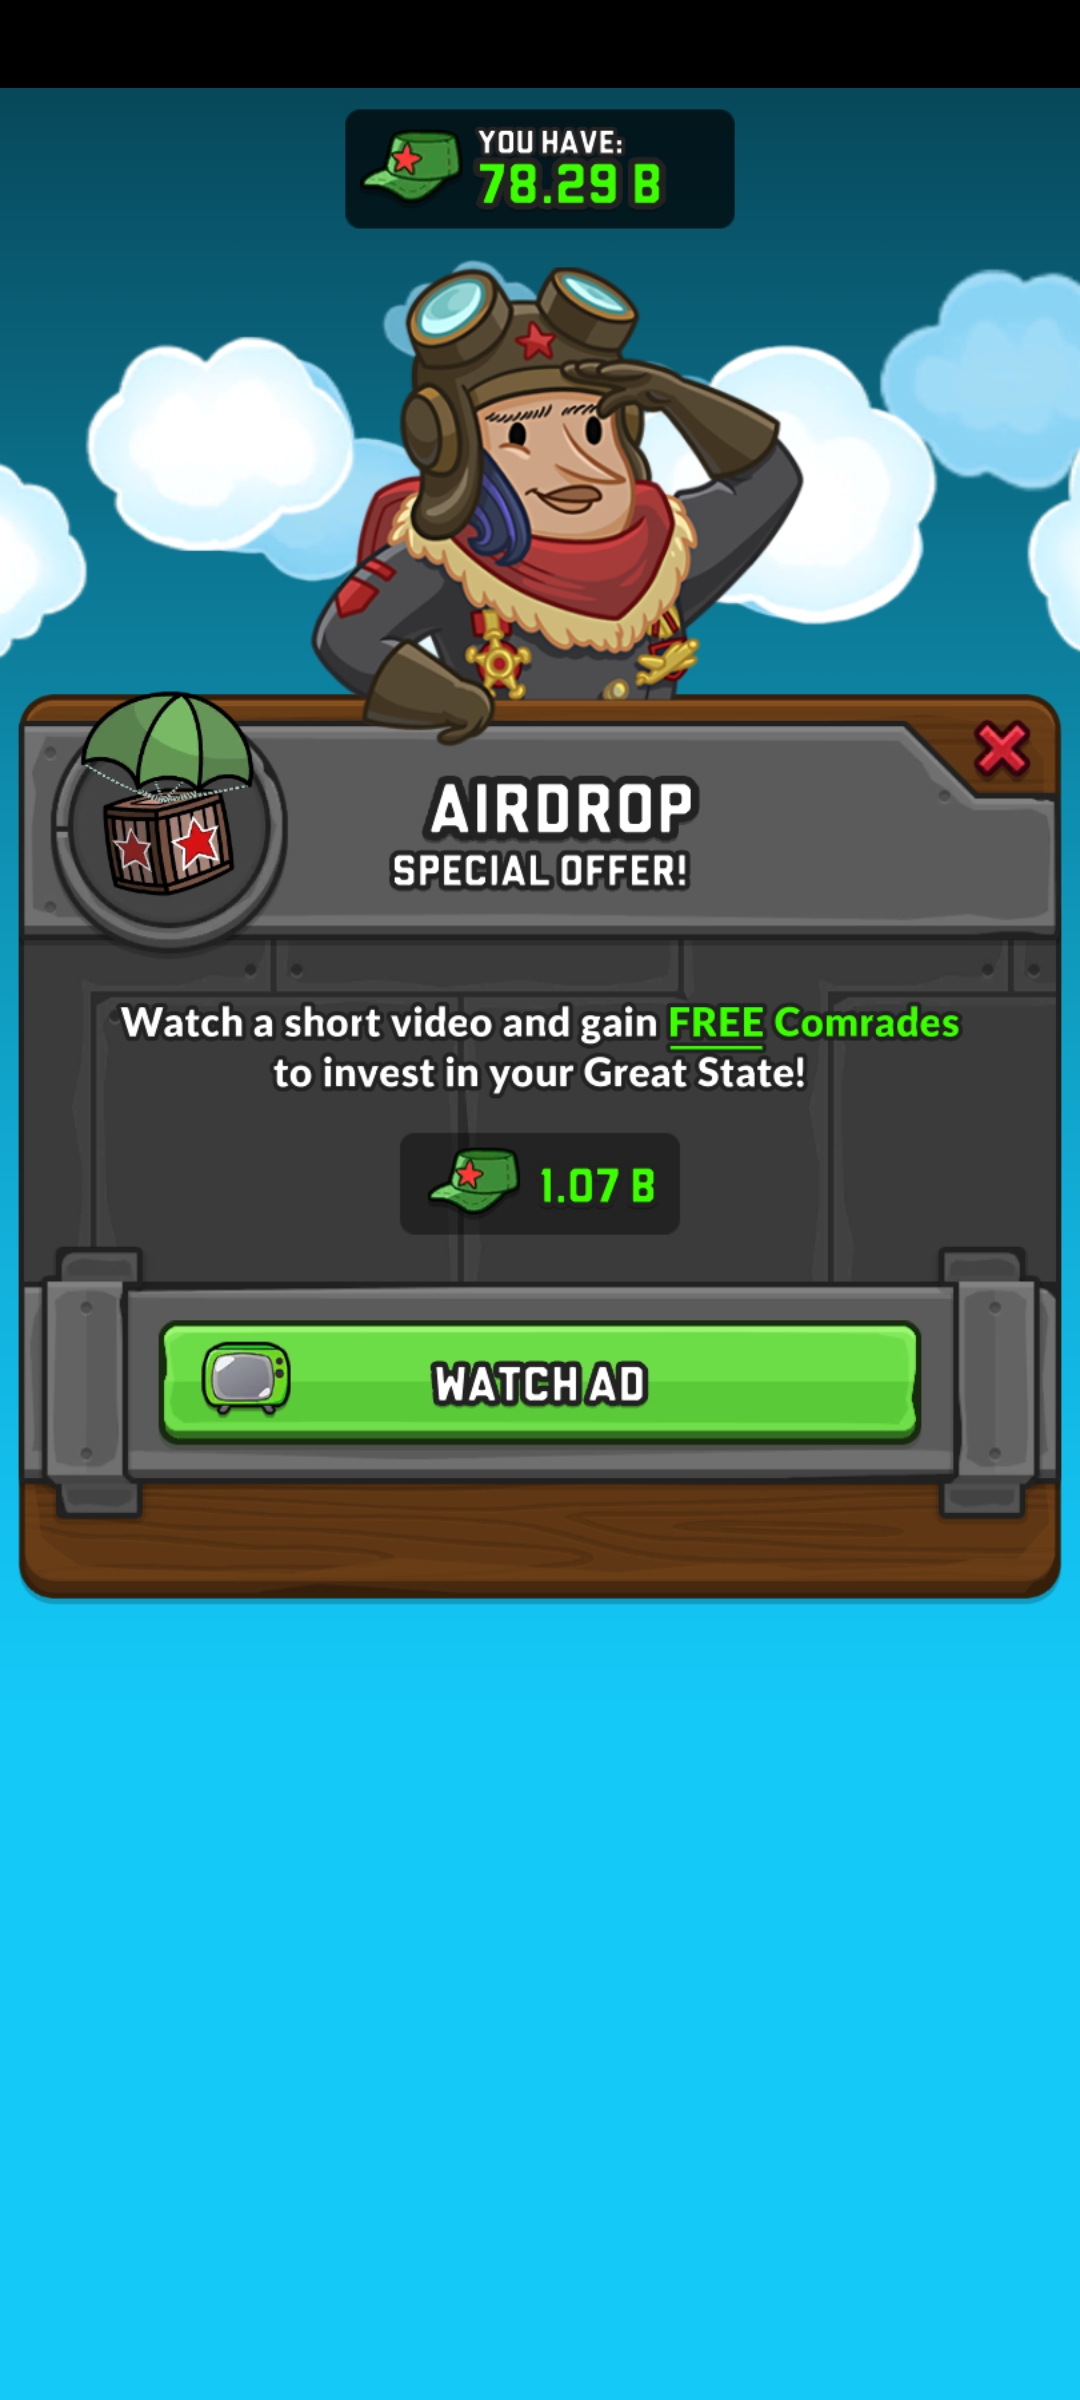 YOU HAVE:
78.29 B
AIRDROP
SPECIAL OFFER!
Watch a short video and gain FREE Comrades
to invest in your Great State!
1.07 B
WATCH AD